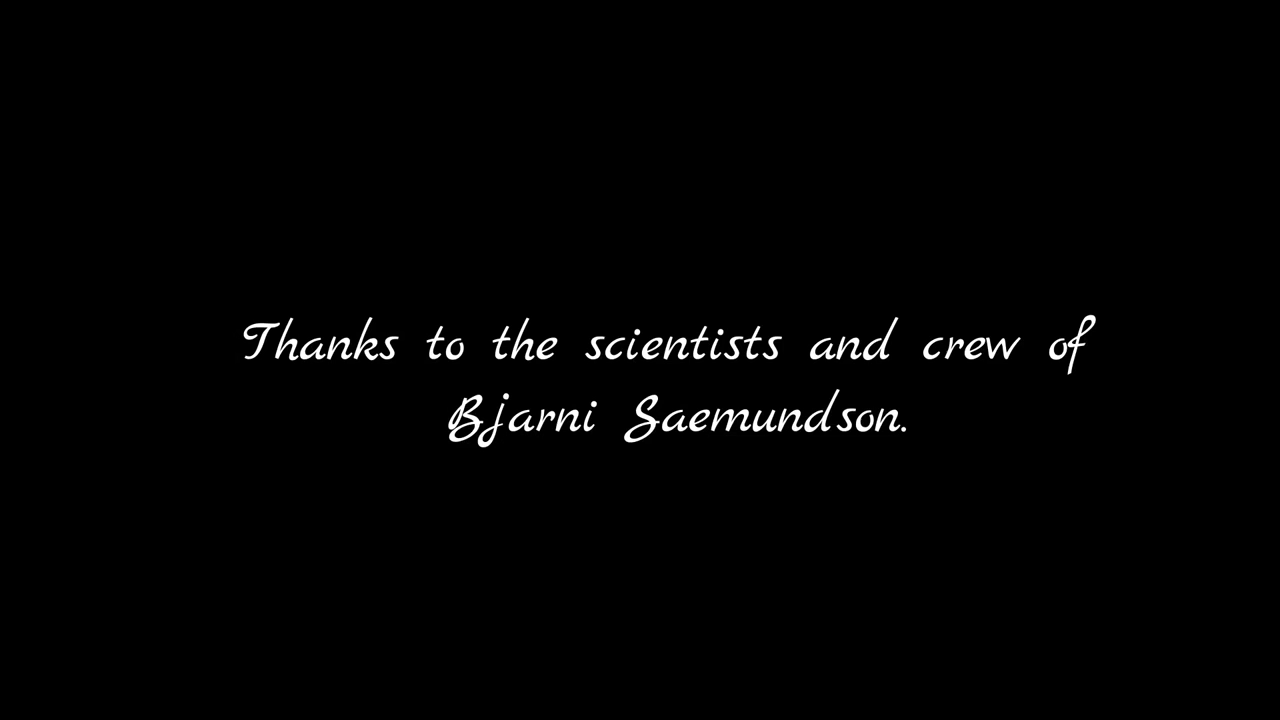 Thanks to the scientists and crew of
Bjarni Saemundson.